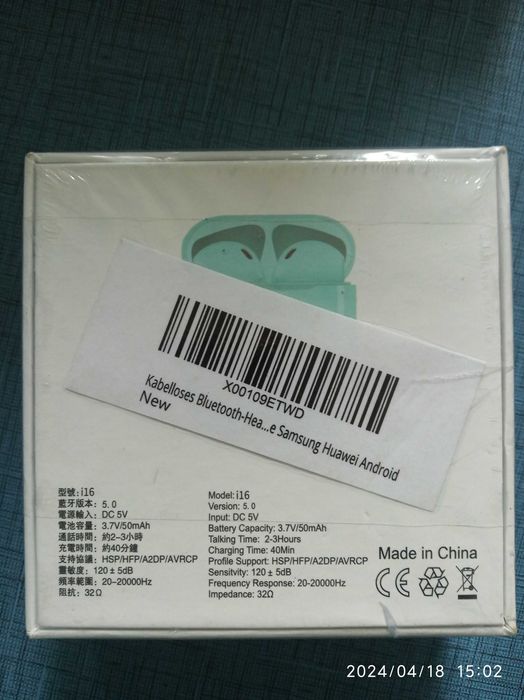 X00109ETWD
Kabelloses Bluetooth-Hea...e Samsung Huawei Android
New
型號: i16
藍牙版本: 5.0
電源輸入: DC 5V
電池容量: 3.7V/50mAh
通話時間: 約2-3小時
充電時間: 約40分鐘
支持協議: HSP/HFP/A2DP/AVRCP
靈敏度: 120 ± 5dB
頻率範圍: 20-20000Hz
阻抗: 32Ω
Model: i16
Version: 5.0
Input: DC 5V
Battery Capacity: 3.7V/50mAh
Talking Time: 2-3Hours
Charging Time: 40Min
Profile Support: HSP/HFP/A2DP/AVRCP
Sensitvity: 120 ± 5dB
Frequency Response: 20-20000Hz
Impedance: 32Ω
Made in China
CE
2024/04/18 15:02